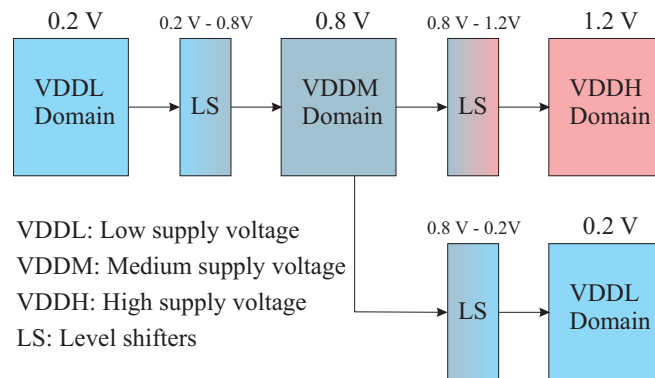 0.2 V
0.2 V - 0.8V
0.8 V
0.8 V - 1.2V
1.2 V
VDDL
Domain
LS
VDDM
Domain
LS
VDDH
Domain
VDDL: Low supply voltage
VDDM: Medium supply voltage
VDDH: High supply voltage
LS: Level shifters
0.8 V - 0.2V
0.2 V
LS
VDDL
Domain